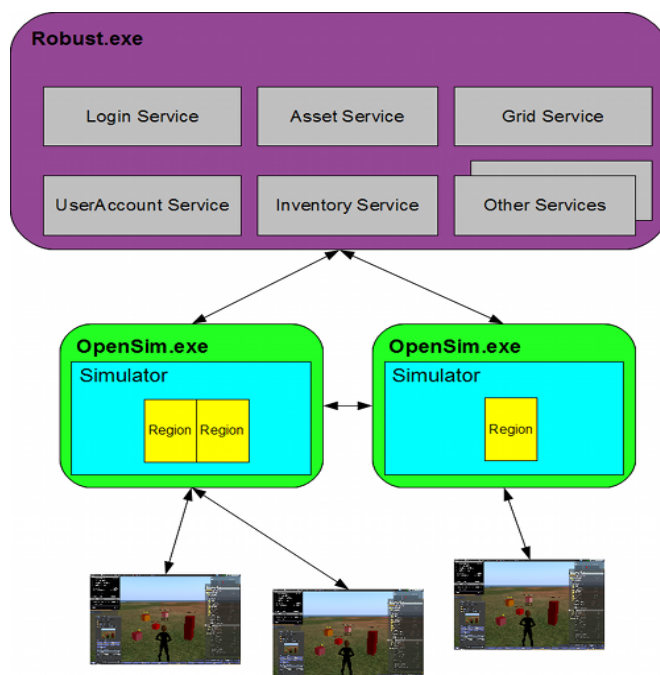 Robust.exe
Login Service
Asset Service
Grid Service
UserAccount Service
Inventory Service
Other Services
OpenSim.exe
Simulator
Region
Region
OpenSim.exe
Simulator
Region